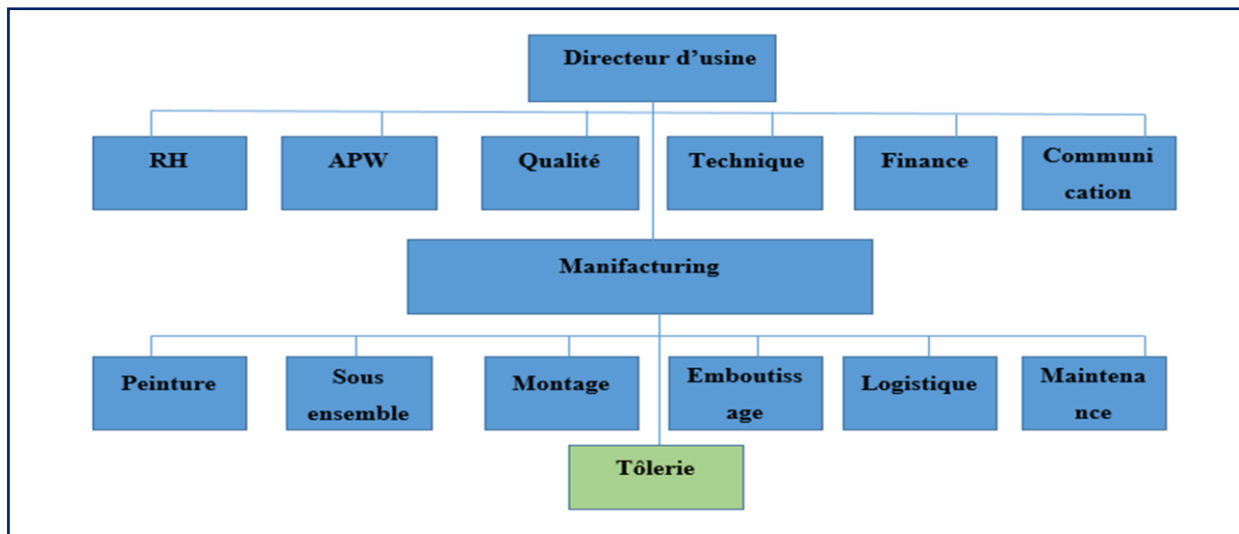 Directeur d’usine
RH
APW
Qualité
Technique
Finance
Communi
cation
Manifacturing
Peinture
Sous
ensemble
Montage
Emboutiss
age
Logistique
Maintena
nce
Tôlerie